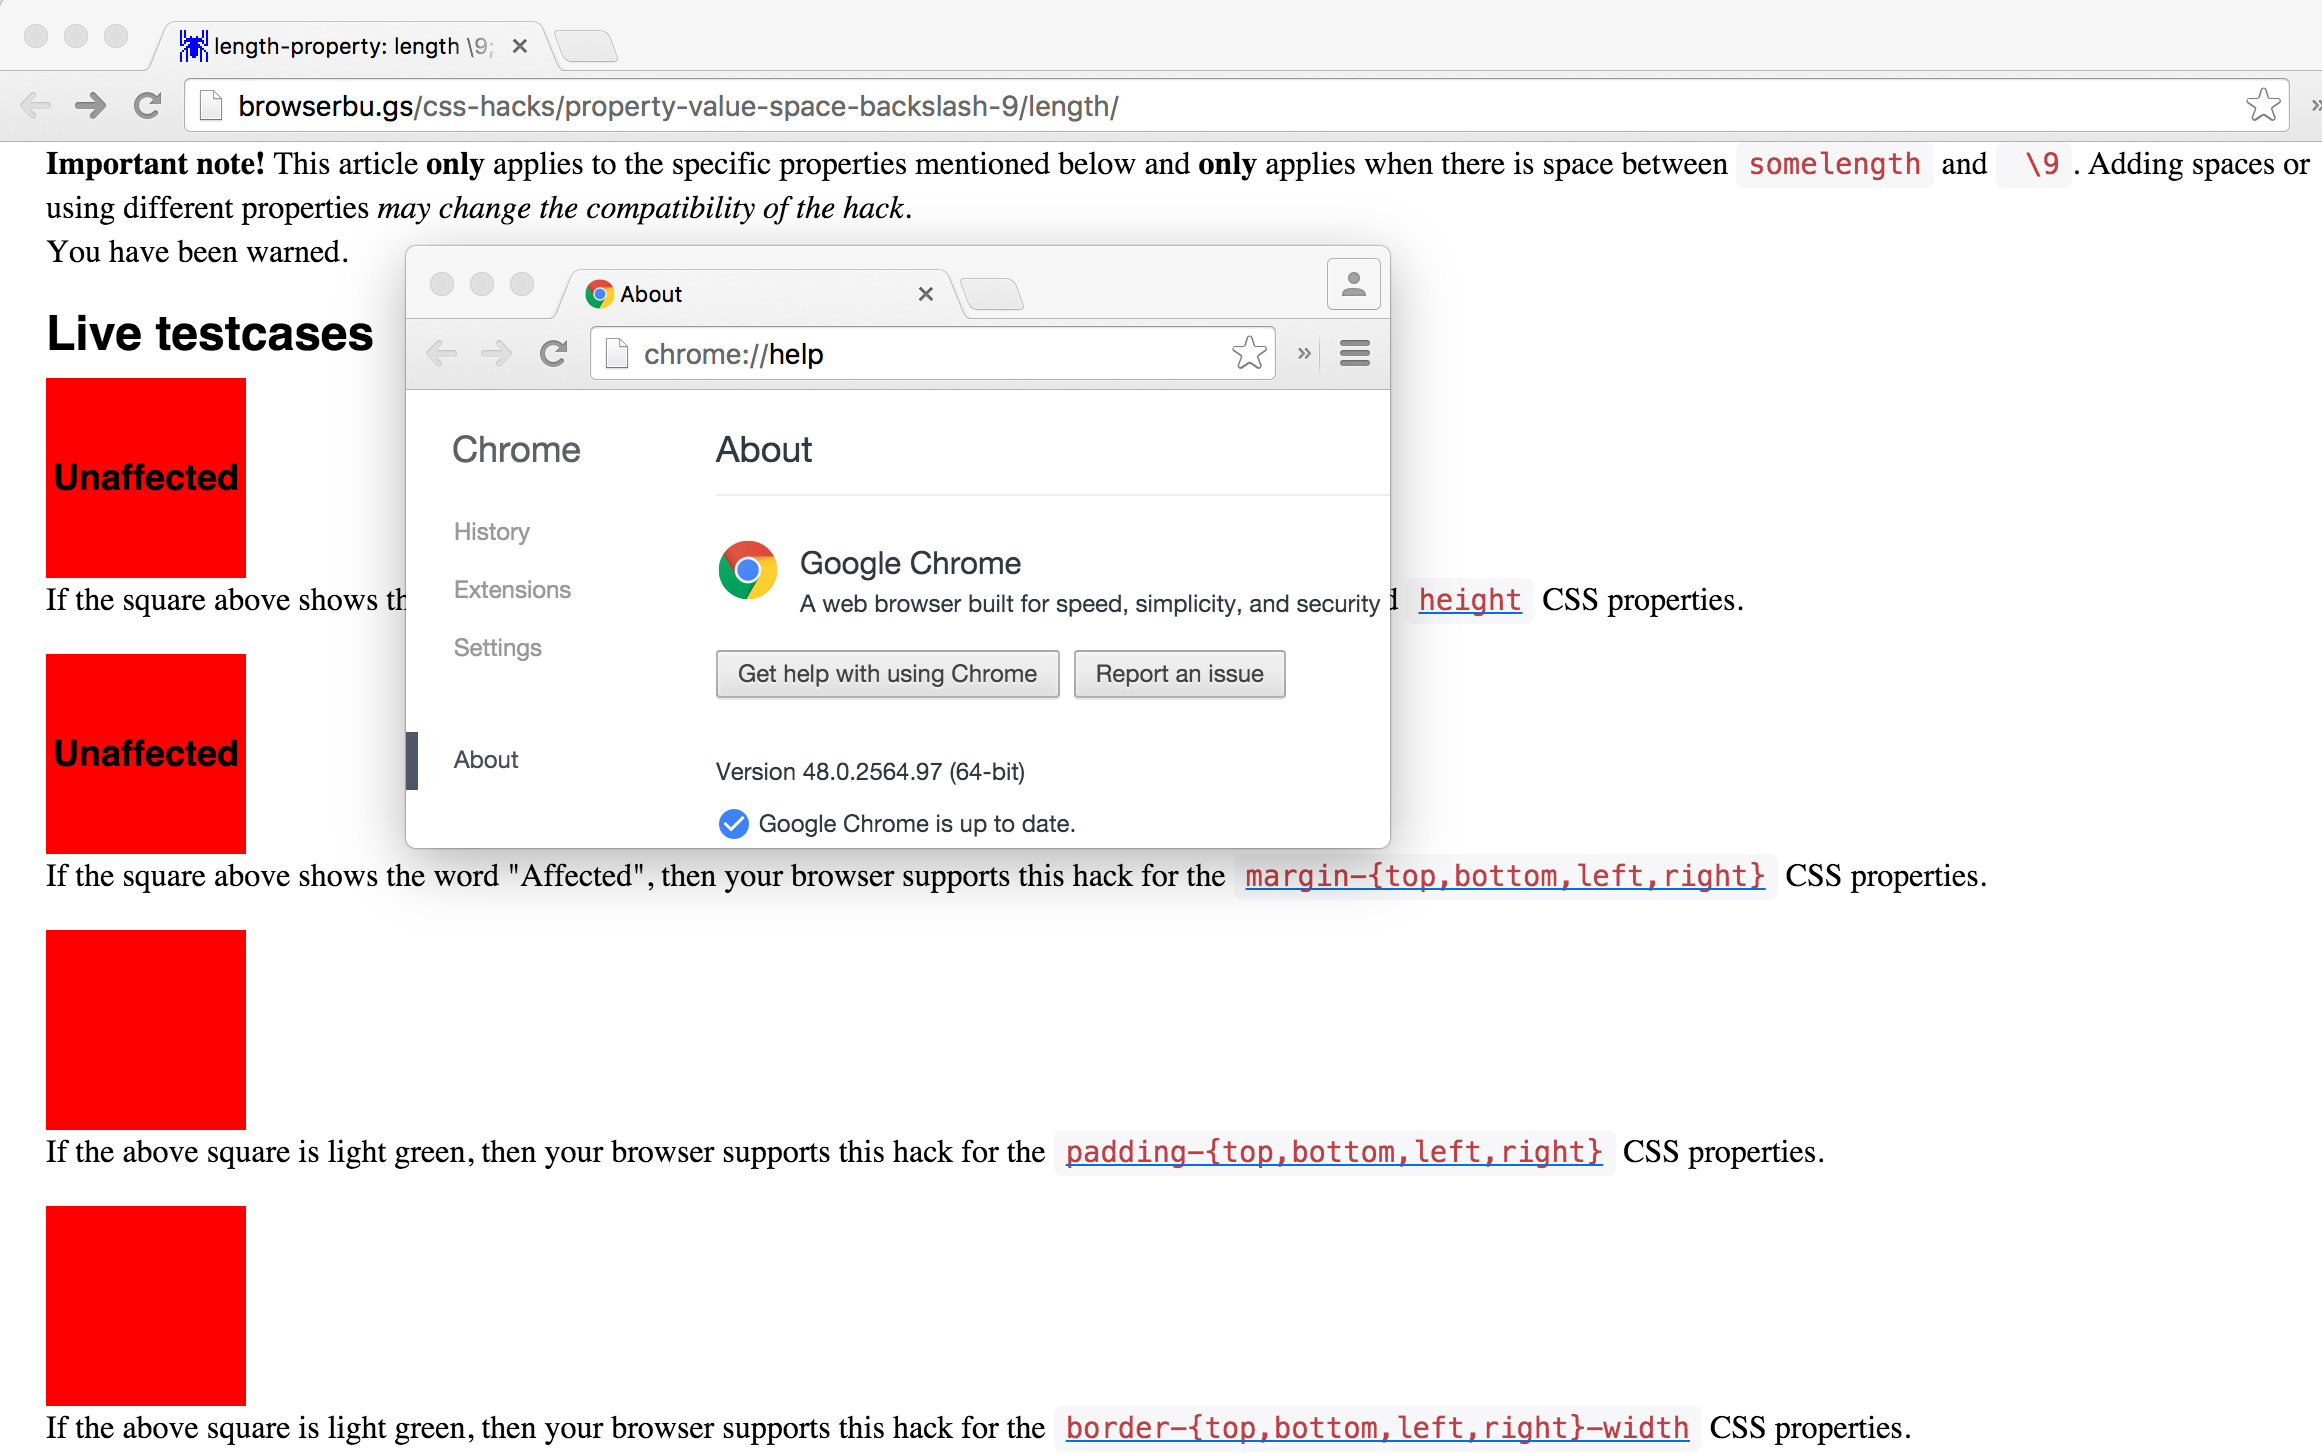 length-property: length \9;
browserbu.gs/css-hacks/property-value-space-backslash-9/length/
Important note! This article only applies to the specific properties mentioned below and only applies when there is space between somelength and \9 . Adding spaces or
using different properties may change the compatibility of the hack.
You have been warned.
Live testcases
Unaffected
If the square above shows height CSS properties.
Unaffected
If the square above shows the word "Affected", then your browser supports this hack for the margin-{top,bottom,left,right} CSS properties.
If the above square is light green, then your browser supports this hack for the padding-{top,bottom,left,right} CSS properties.
If the above square is light green, then your browser supports this hack for the border-{top,bottom,left,right}-width CSS properties.
About
chrome://help
Chrome
History
Extensions
Settings
About
About
Google Chrome
A web browser built for speed, simplicity, and security
Get help with using Chrome
Report an issue
Version 48.0.2564.97 (64-bit)
Google Chrome is up to date.